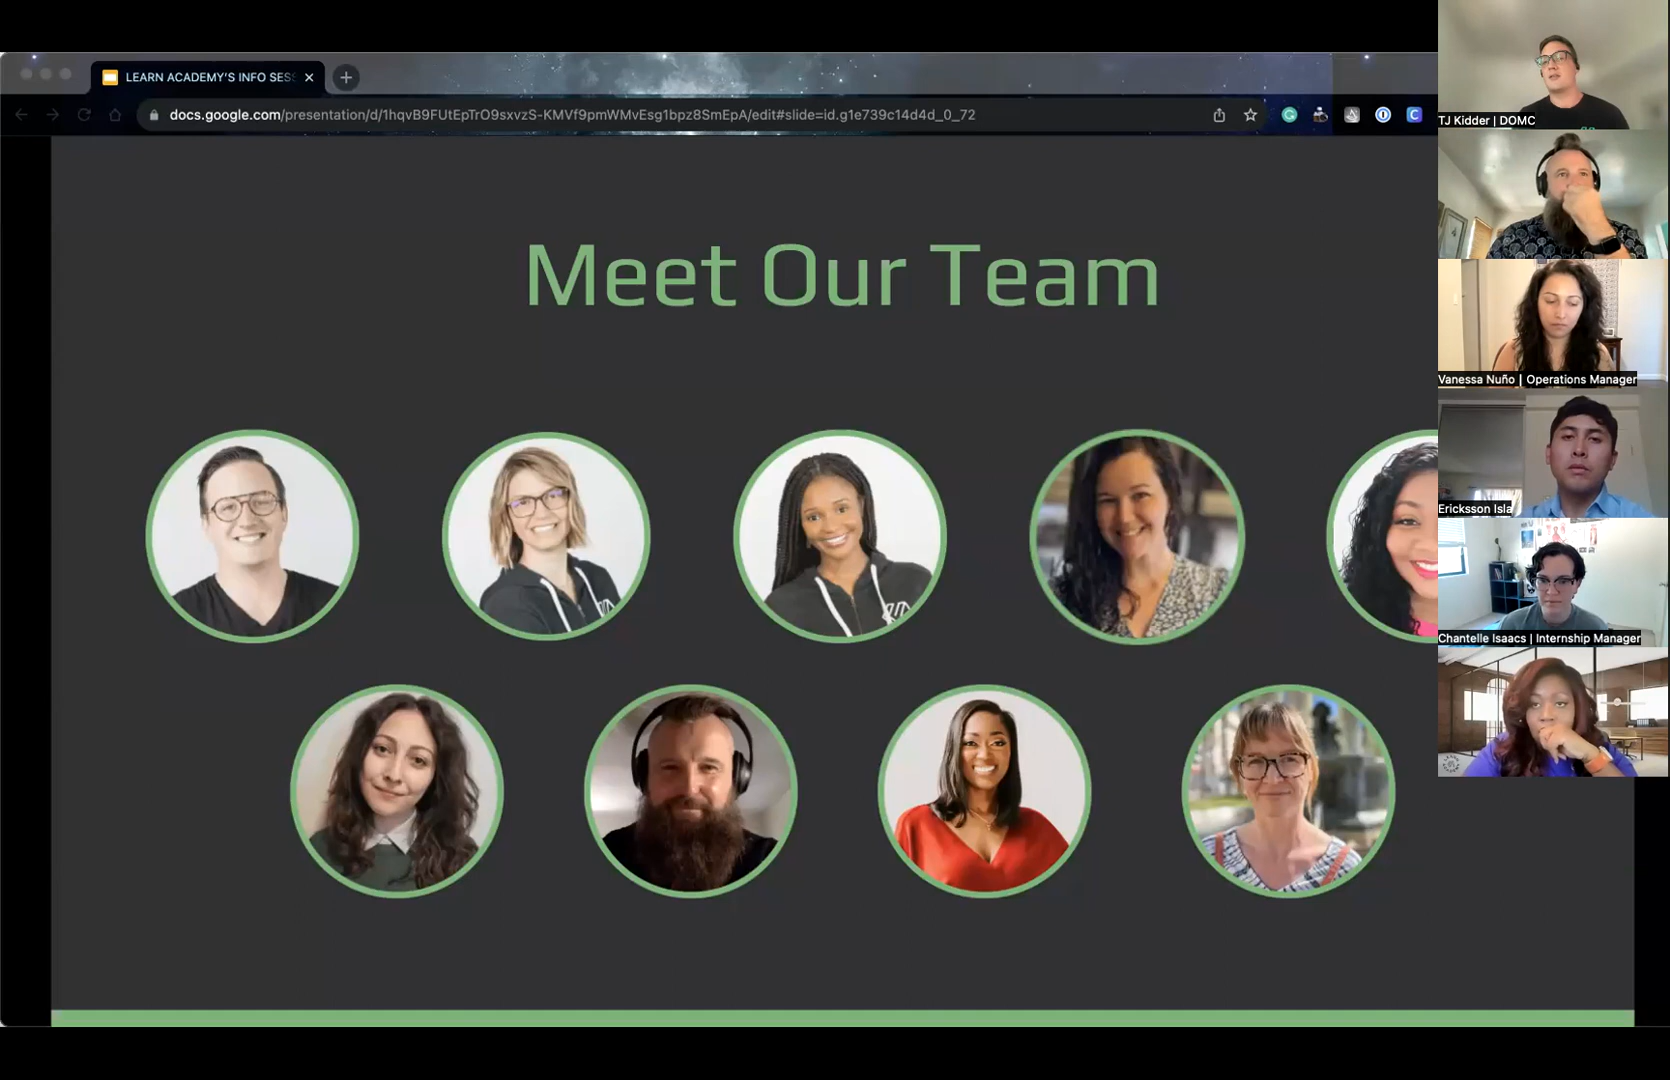 LEARN ACADEMY'S INFO SES
docs.google.com/presentation/d/1hqvB9FUtEpTrO9sxvzS-KMVf9pmWMvEsg1bpz8SmEpA/edit#slide=id.g1e739c14d4d_0_72
Meet Our Team
TJ Kidder | DOMC
Vanessa Nuño | Operations Manager
Ericksson Isla
Chantelle Isaacs | Internship Manager